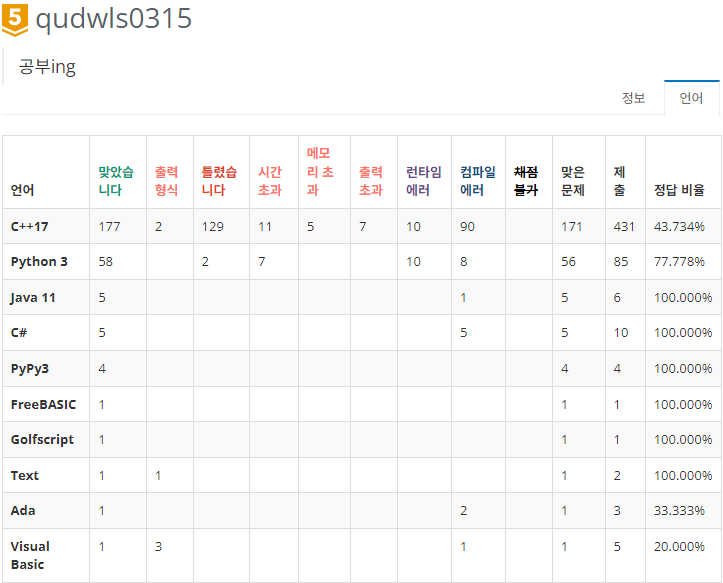 5 qudwls0315
공부ing
정보 언어
언어 맞았습니다 출력 형식 틀렸습니다 시간 초과 메모리 초과 출력 초과 런타임 에러 컴파일 에러 채점 불가 맞은 문제 제출 정답 비율
C++17 177 2 129 11 5 7 10 90 171 431 43.734%
Python 3 58 2 7 10 8 56 85 77.778%
Java 11 5 1 5 6 100.000%
C# 5 5 5 10 100.000%
PyPy3 4 4 4 100.000%
FreeBASIC 1 1 1 100.000%
Golfscript 1 1 1 100.000%
Text 1 1 1 2 100.000%
Ada 1 2 1 3 33.333%
Visual Basic 1 3 1 1 5 20.000%